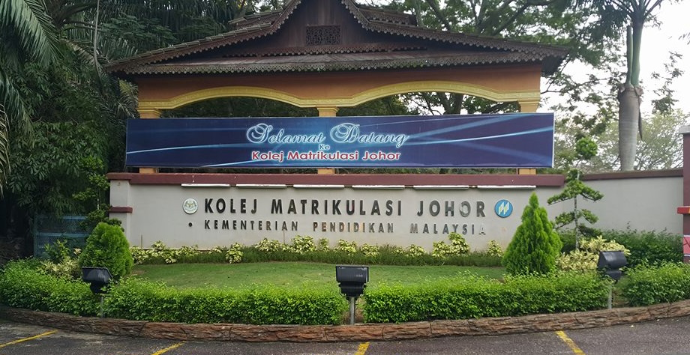 Selamat Datang
ke
Kolej Matrikulasi Johor
KOLEJ MATRIKULASI JOHOR
• KEMENTERIAN PENDIDIKAN MALAYSIA